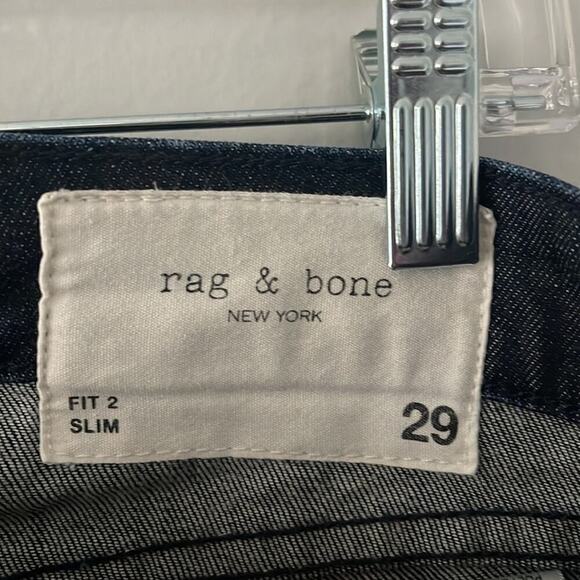 rag & bone
NEW YORK
FIT 2
SLIM
29